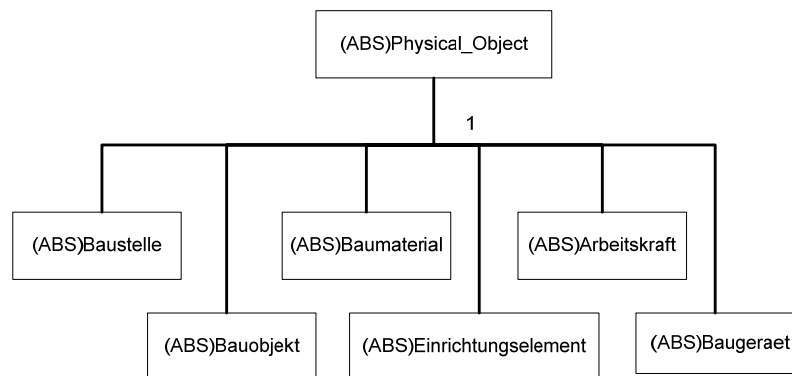 (ABS)Physical_Object
1
(ABS)Baustelle
(ABS)Baumaterial
(ABS)Arbeitskraft
(ABS)Bauobjekt
(ABS)Einrichtungselement
(ABS)Baugeraet